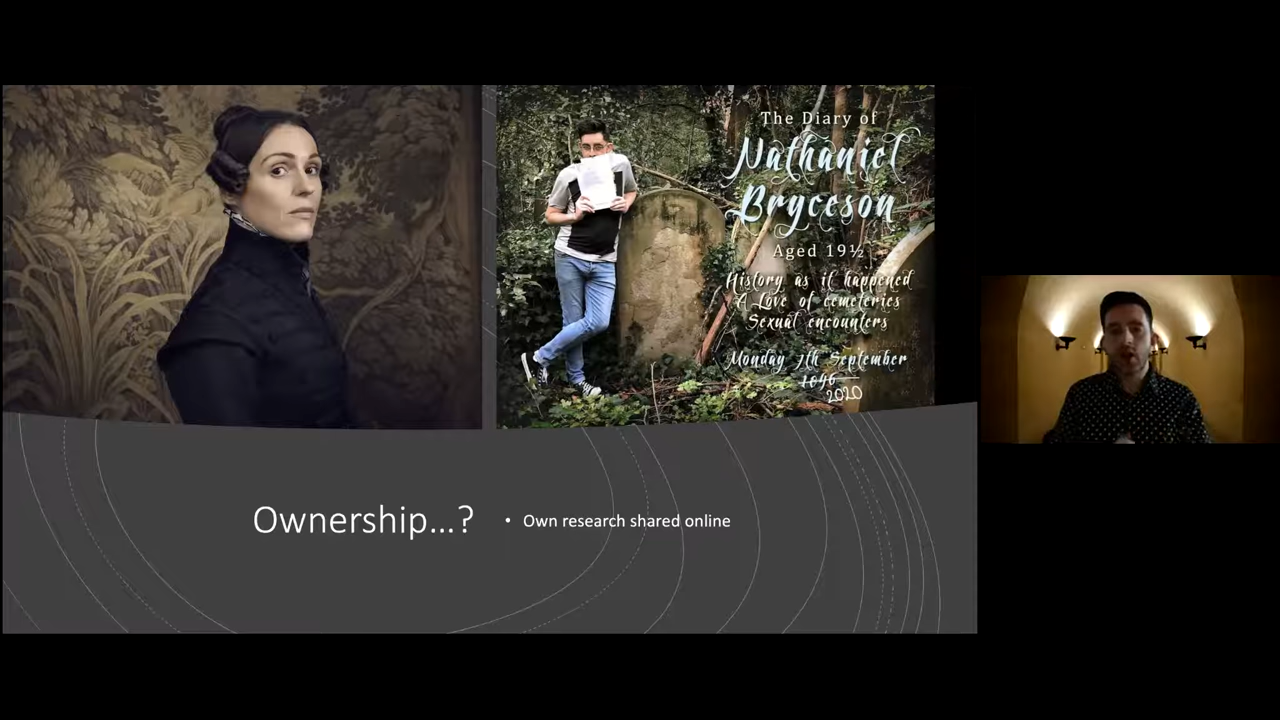 The Diary of
Nathaniel
Bryceson
Aged 19½
History as it happened
A Love of cemeteries
Sexual encounters
Monday 7th September
1846
2020
Ownership...?
• Own research shared online